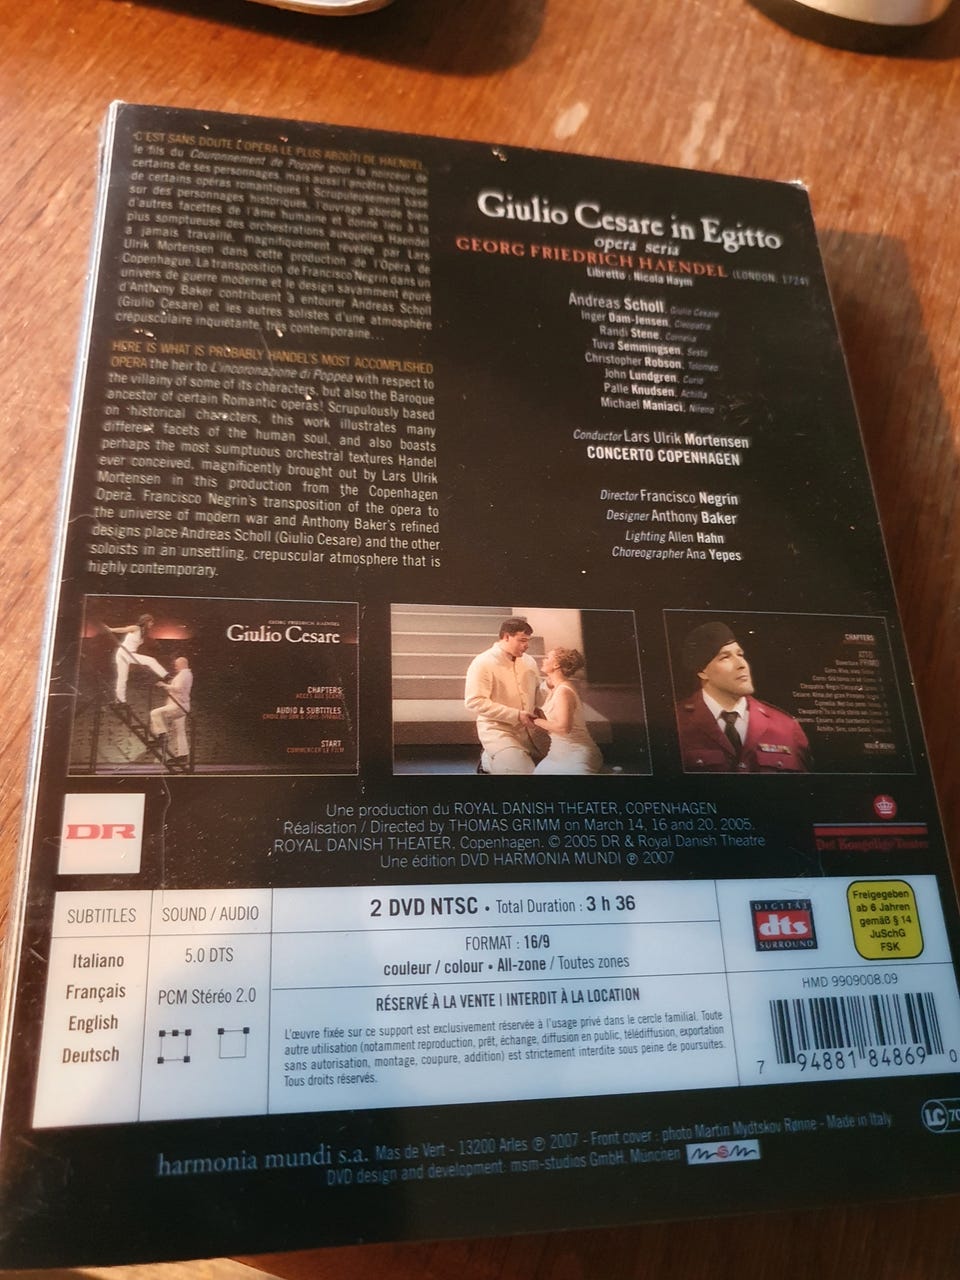 C'EST SANS DOUTE L'OPÉRA LE PLUS ABOUTI DE HAENDEL,
le fils du Couronnement de Poppée pour la noirceur de
certains de ses personnages, mais aussi l'ancêtre baroque
de certains opéras romantiques ! Scrupuleusement basé
sur des personnages historiques, l'ouvrage aborde bien
d'autres facettes de l'âme humaine et donne lieu à la
plus somptueuse des orchestrations auxquelles Haendel
a jamais travaillé, magnifiquement révélée par Lars
Ulrik Mortensen dans cette production de l'Opéra de
Copenhague. La transposition de Francisco Negrin dans un
univers de guerre moderne et le design savamment épuré
d'Anthony Baker contribuent à entourer Andreas Scholl
(Giulio Cesare) et les autres solistes d'une atmosphère
crépusculaire inquiétante, très contemporaine...
HERE IS WHAT IS PROBABLY HANDEL'S MOST ACCOMPLISHED
OPERA the heir to L'incoronazione di Poppea with respect to
the villainy of some of its characters, but also the Baroque
ancestor of certain Romantic operas! Scrupulously based
on historical characters, this work illustrates many
different facets of the human soul, and also boasts
perhaps the most sumptuous orchestral textures Handel
ever conceived, magnificently brought out by Lars Ulrik
Mortensen in this production from the Copenhagen
Opera. Francisco Negrin's transposition of the opera to
the universe of modern war and Anthony Baker's refined
designs place Andreas Scholl (Giulio Cesare) and the other
soloists in an unsettling, crepuscular atmosphere that is
highly contemporary.
Giulio Cesare in Egitto
opera seria
GEORG FRIEDRICH HAENDEL (LONDON, 1724)
Libretto : Nicola Haym
Andreas Scholl, Giulio Cesare
Inger Dam-Jensen, Cleopatra
Randi Stene, Cornelia
Tuva Semmingsen, Sesto
Christopher Robson, Tolomeo
John Lundgren, Curio
Palle Knudsen, Achilla
Michael Maniaci, Nireno
Conductor Lars Ulrik Mortensen
CONCERTO COPENHAGEN
Director Francisco Negrin
Designer Anthony Baker
Lighting Allen Hahn
Choreographer Ana Yepes
GEORG FRIEDRICH HAENDEL
Giulio Cesare
CHAPTERS
ACCÈS AUX SCÈNES
AUDIO & SUBTITLES
CHOIX DU SON & SOUS-TITRAGES
START
COMMENCER LE FILM
CHAPTERS
ATTO
PRIMO
MAIN MENU
DR
Une production du ROYAL DANISH THEATER, COPENHAGEN
Réalisation / Directed by THOMAS GRIMM on March 14, 16 and 20, 2005,
ROYAL DANISH THEATER, Copenhagen. © 2005 DR & Royal Danish Theatre
Une édition DVD HARMONIA MUNDI ℗ 2007
Det Kongelige Teater
SUBTITLES
Italiano
Français
English
Deutsch
SOUND / AUDIO
5.0 DTS
PCM Stéréo 2.0
2 DVD NTSC • Total Duration : 3 h 36
FORMAT : 16/9
couleur / colour • All-zone / Toutes zones
RÉSERVÉ À LA VENTE | INTERDIT À LA LOCATION
L'œuvre fixée sur ce support est exclusivement réservée à l'usage privé dans le cercle familial. Toute
autre utilisation (notamment reproduction, prêt, échange, diffusion en public, télédiffusion, exportation
sans autorisation, montage, coupure, addition) est strictement interdite sous peine de poursuites.
Tous droits réservés.
DIGITAL
dts
SURROUND
Freigegeben
ab 6 Jahren
gemäß § 14
JuSchG
FSK
HMD 9909008.09
7 94881 84869 0
harmonia mundi s.a. Mas de Vert - 13200 Arles ℗ 2007 - Front cover : photo Martin Mydtskov Rønne - Made in Italy
DVD design and development: msm-studios GmbH, München msm
LC 70